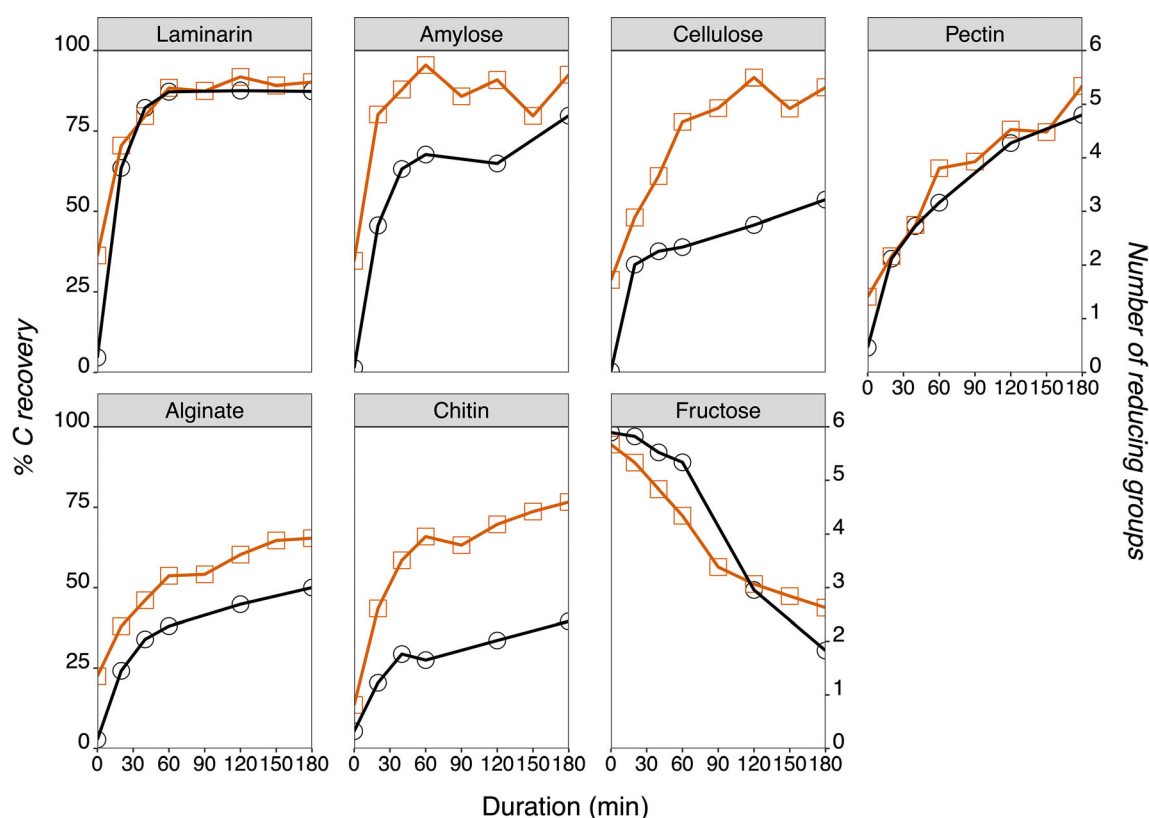 Laminarin Amylose Cellulose Pectin
100 6
75 5
4
50 3
25 2
1
0 0
0 30 60 90 120 150 180
Alginate Chitin Fructose
100 6
75 5
4
50 3
25 2
1
0 0
0 30 60 90 120 150 180 0 30 60 90 120 150 180 0 30 60 90 120 150 180
% C recovery
Number of reducing groups
Duration (min)